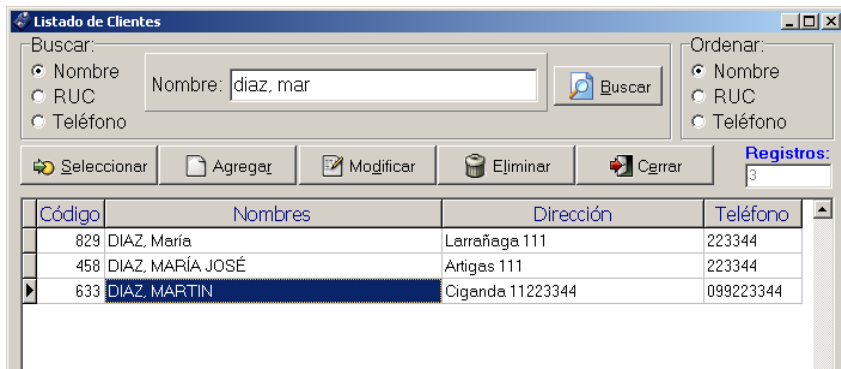 Listado de Clientes
Buscar: Ordenar:
Nombre Nombre: diaz, mar Buscar Nombre
RUC RUC
Teléfono Teléfono
Seleccionar Agregar Modificar Eliminar Cerrar Registros:
3
Código Nombres Dirección Teléfono
829 DIAZ, María Larrañaga 111 223344
458 DIAZ, MARÍA JOSÉ Artigas 111 223344
633 DIAZ, MARTIN Ciganda 11223344 099223344